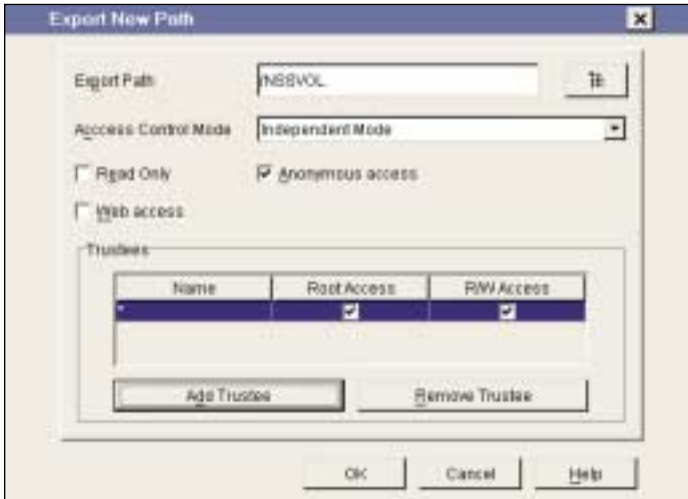 Export New Path
Export Path
/NSSVOL
Access Control Mode
Independent Mode
Read Only
Anonymous access
Web access
Trustees
Name
Root Access
R/W Access
*
Add Trustee
Remove Trustee
OK
Cancel
Help